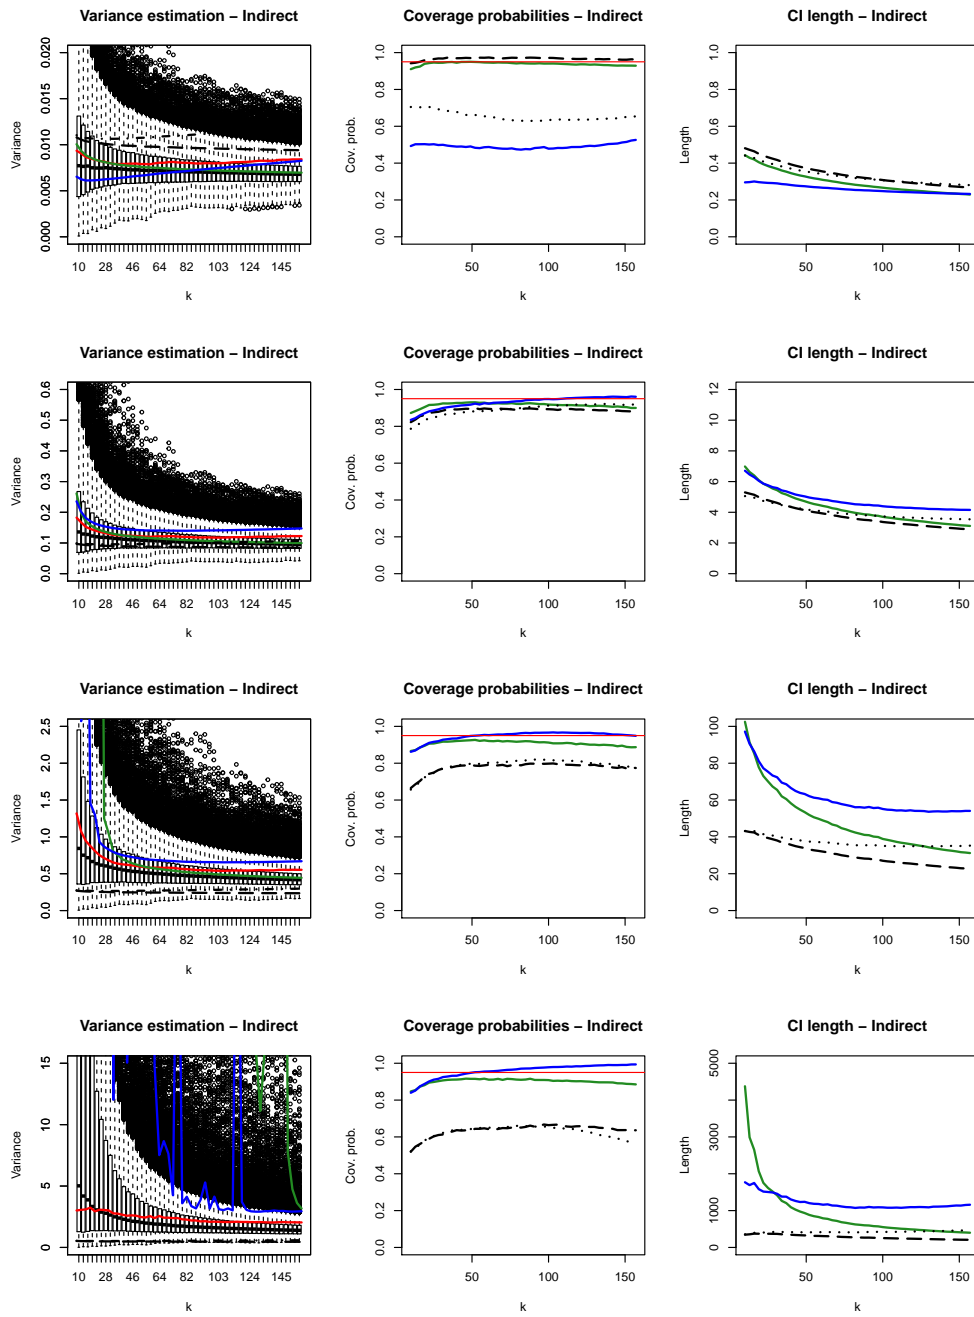 Variance estimation − Indirect
Coverage probabilities − Indirect
CI length − Indirect
Variance
0.000 0.005 0.010 0.015 0.020
10 28 46 64 82 103 124 145
k
Cov. prob.
0.0 0.2 0.4 0.6 0.8 1.0
50 100 150
k
Length
0.0 0.2 0.4 0.6 0.8 1.0
50 100 150
k
Variance estimation − Indirect
Coverage probabilities − Indirect
CI length − Indirect
Variance
0.0 0.1 0.2 0.3 0.4 0.5 0.6
10 28 46 64 82 103 124 145
k
Cov. prob.
0.0 0.2 0.4 0.6 0.8 1.0
50 100 150
k
Length
0 2 4 6 8 10 12
50 100 150
k
Variance estimation − Indirect
Coverage probabilities − Indirect
CI length − Indirect
Variance
0.0 0.5 1.0 1.5 2.0 2.5
10 28 46 64 82 103 124 145
k
Cov. prob.
0.0 0.2 0.4 0.6 0.8 1.0
50 100 150
k
Length
0 20 40 60 80 100
50 100 150
k
Variance estimation − Indirect
Coverage probabilities − Indirect
CI length − Indirect
Variance
0 5 10 15
10 28 46 64 82 103 124 145
k
Cov. prob.
0.0 0.2 0.4 0.6 0.8 1.0
50 100 150
k
Length
0 1000 3000 5000
50 100 150
k